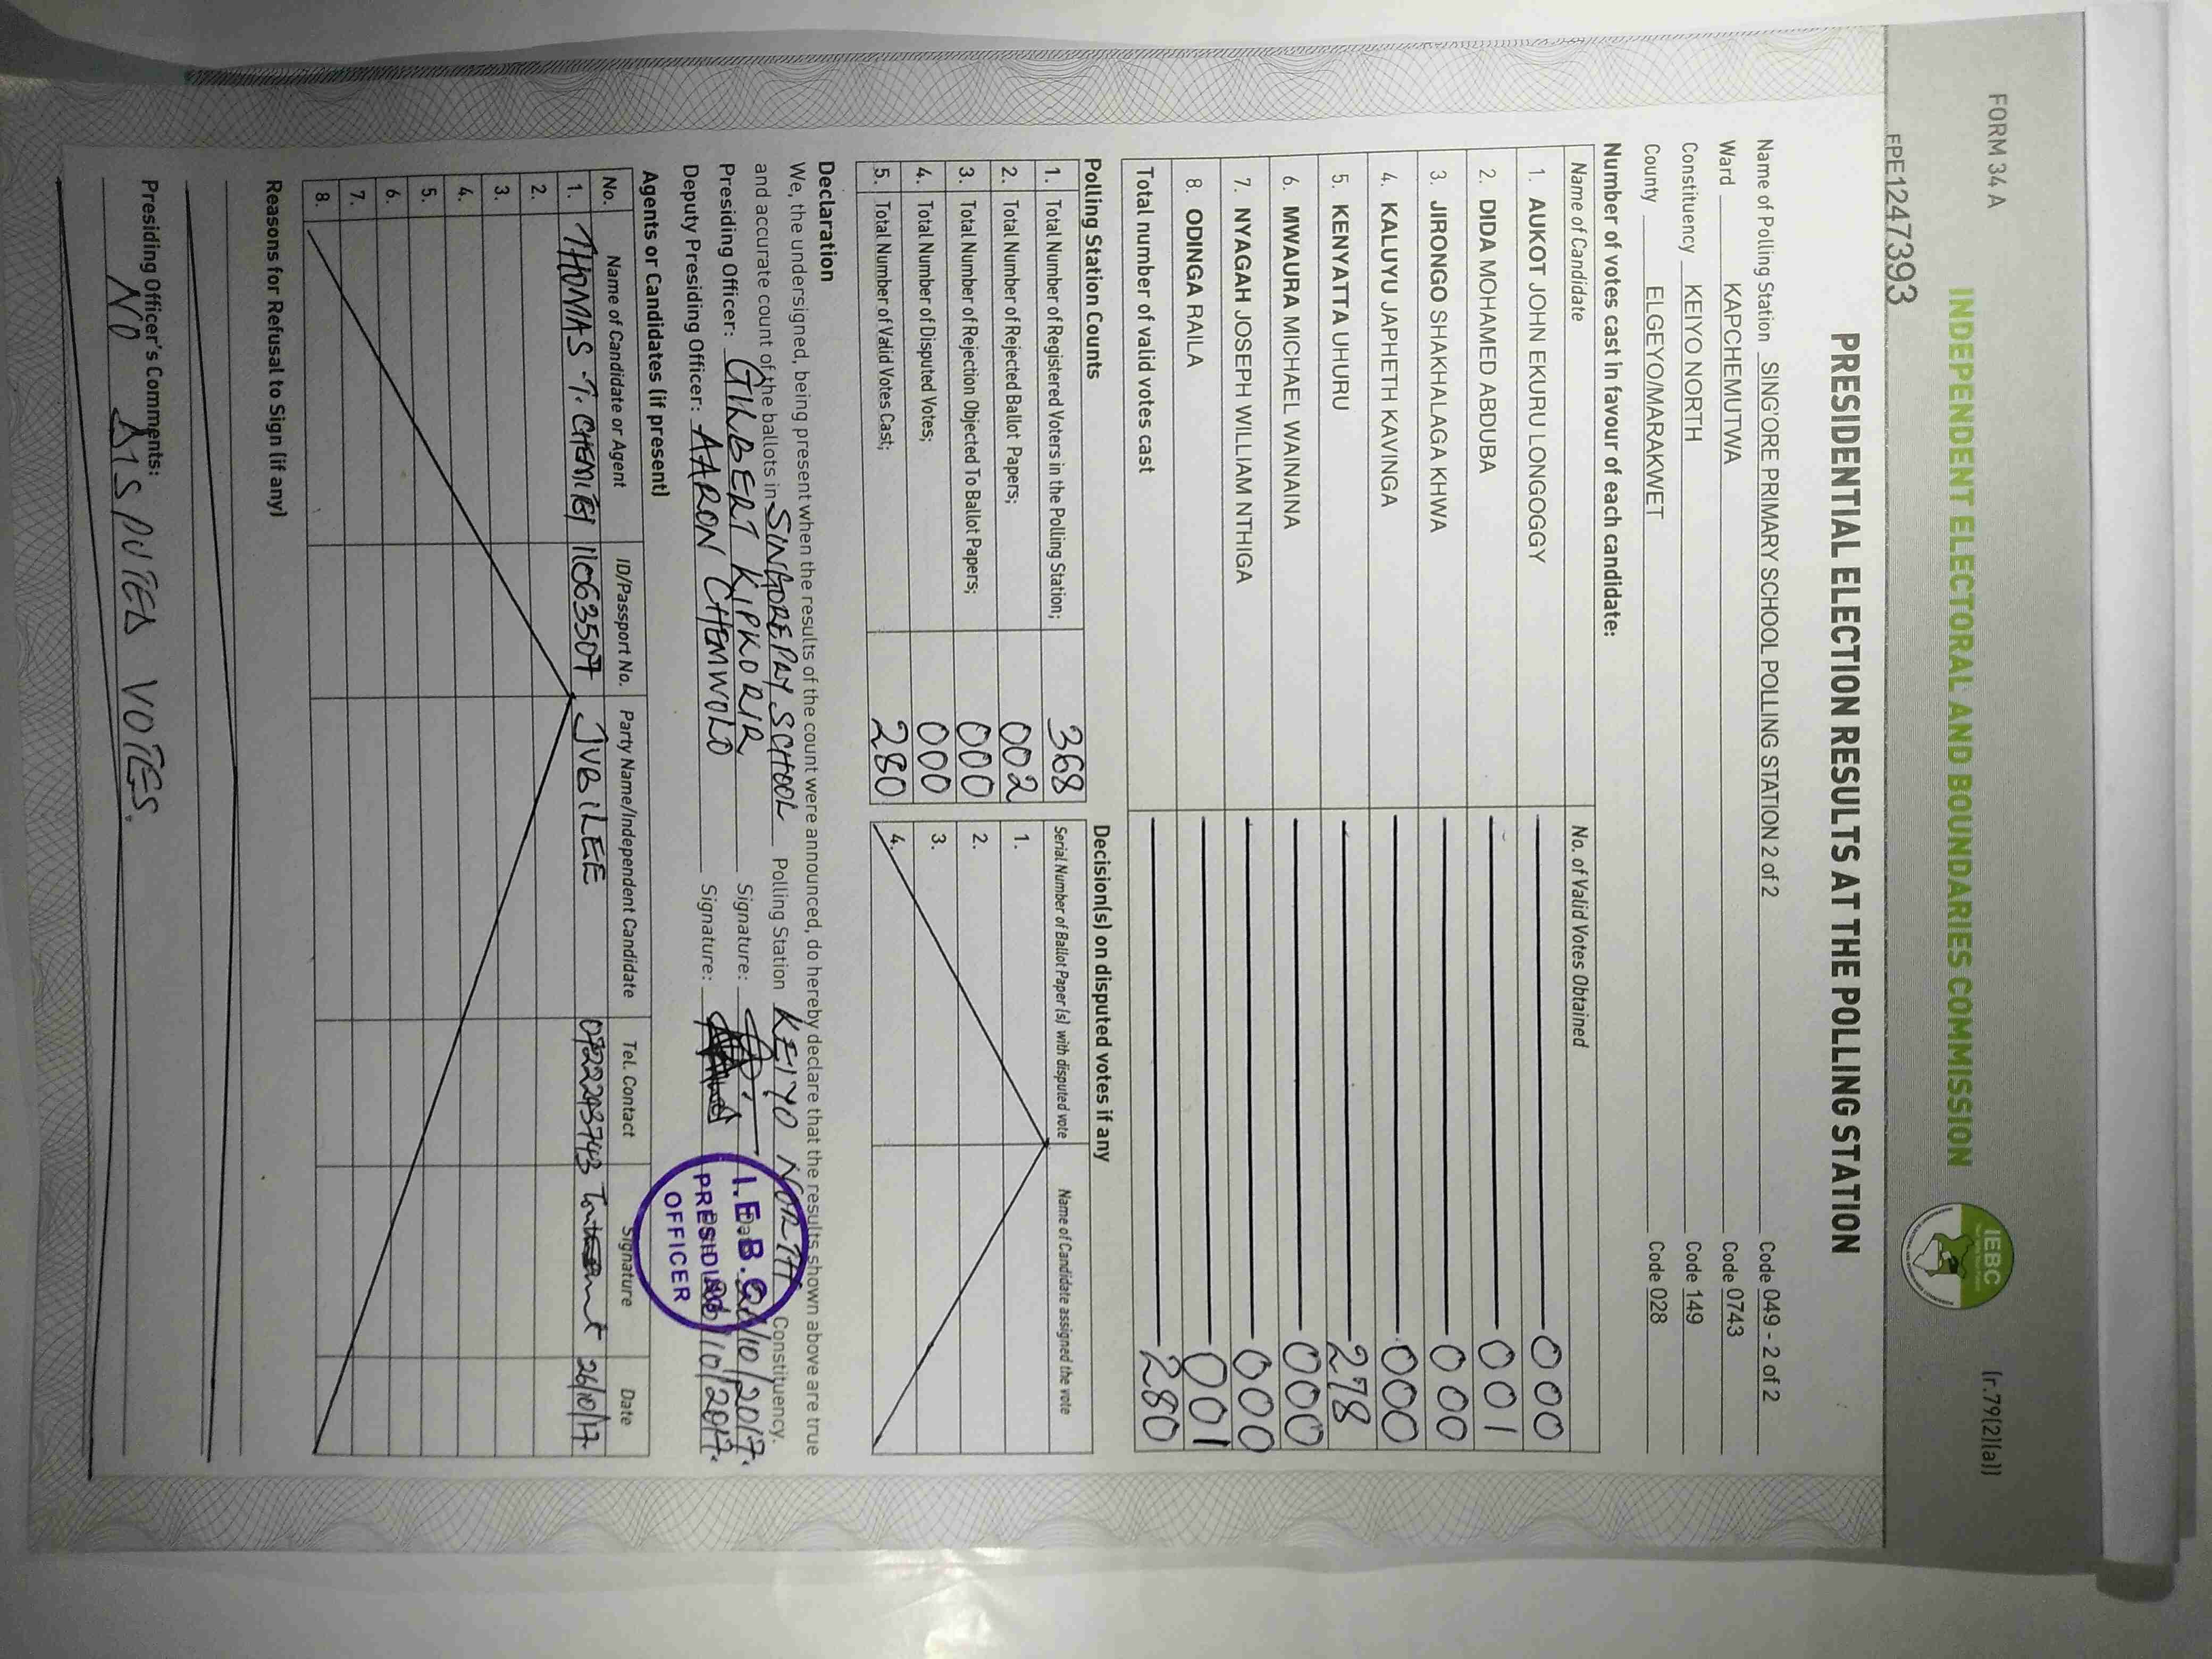 FORM 34 A
(r.79(2)(a))
INDEPENDENT ELECTORAL AND BOUNDARIES COMMISSION
IEBC
EPE1247393
PRESIDENTIAL ELECTION RESULTS AT THE POLLING STATION
Name of Polling Station SING'ORE PRIMARY SCHOOL POLLING STATION 2 of 2 Code 049 - 2 of 2
Ward KAPCHEMUTWA Code 0743
Constituency KEIYO NORTH Code 149
County ELGEYO/MARAKWET Code 028
Number of votes cast in favour of each candidate:
Name of Candidate No. of Valid Votes Obtained
1. AUKOT JOHN EKURU LONGOGGY 000
2. DIDA MOHAMED ABDUBA 001
3. JIRONGO SHAKHALAGA KHWA 000
4. KALUYU JAPHETH KAVINGA 000
5. KENYATTA UHURU 278
6. MWAURA MICHAEL WAINAINA 000
7. NYAGAH JOSEPH WILLIAM NTHIGA 000
8. ODINGA RAILA 001
Total number of valid votes cast 280
Polling Station Counts
1. Total Number of Registered Voters in the Polling Station; 368
2. Total Number of Rejected Ballot Papers; 002
3. Total Number of Rejection Objected To Ballot Papers; 000
4. Total Number of Disputed Votes; 000
5. Total Number of Valid Votes Cast; 280
Decision(s) on disputed votes if any
Serial Number of Ballot Paper(s) with disputed vote Name of Candidate assigned the vote
1.
2.
3.
4.
Declaration
We, the undersigned, being present when the results of the count were announced, do hereby declare that the results shown above are true
and accurate count of the ballots in SINGORE PRY SCHOOL Polling Station KEIYO NORTH Constituency.
Presiding Officer: GILBERT KIPKORIR Signature: 26/10/2017.
Deputy Presiding Officer: AARON CHEMWOLO Signature: 26/10/2017.
I.E.B.C
PRESIDING
OFFICER
Agents or Candidates (if present)
No. Name of Candidate or Agent ID/Passport No. Party Name/Independent Candidate Tel. Contact Signature Date
1. THOMAS T. 11063507 JUBILEE 0722243743 26/10/17
2.
3.
4.
5.
6.
7.
8.
Reasons for Refusal to Sign (if any)
Presiding Officer's Comments:
NO DISPUTED VOTES.